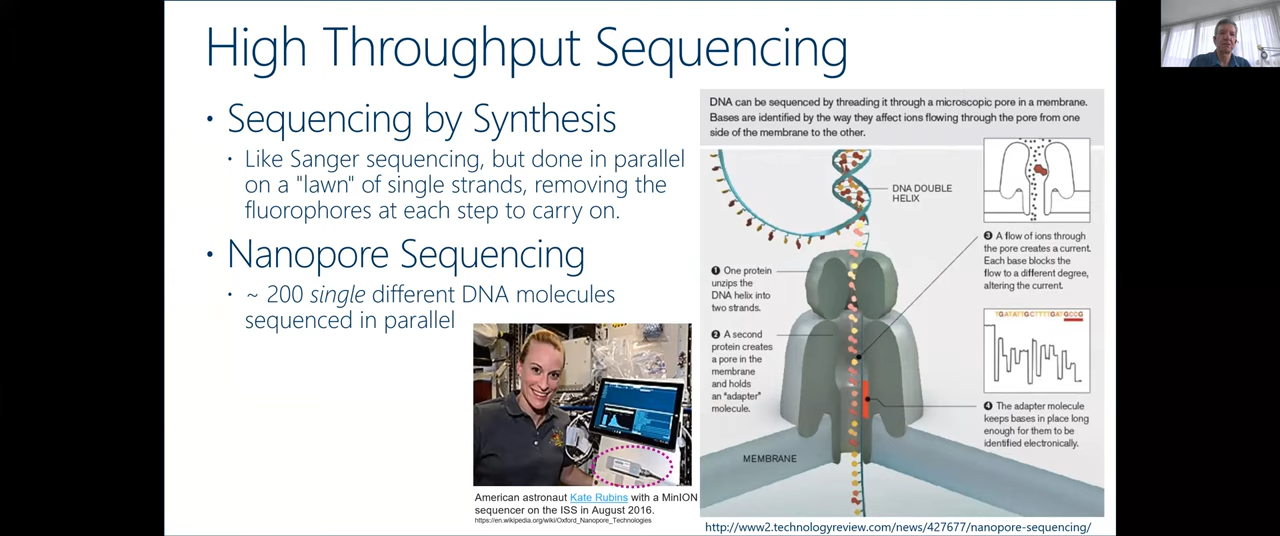 High Throughput Sequencing
• Sequencing by Synthesis
• Like Sanger sequencing, but done in parallel
on a "lawn" of single strands, removing the
fluorophores at each step to carry on.
• Nanopore Sequencing
• ~ 200 single different DNA molecules
sequenced in parallel
American astronaut Kate Rubins with a MinION
sequencer on the ISS in August 2016.
https://en.wikipedia.org/wiki/Oxford_Nanopore_Technologies
DNA can be sequenced by threading it through a microscopic pore in a membrane.
Bases are identified by the way they affect ions flowing through the pore from one
side of the membrane to the other.
DNA DOUBLE
HELIX
1 One protein
unzips the
DNA helix into
two strands.
2 A second
protein creates
a pore in the
membrane
and holds
an "adapter"
molecule.
3 A flow of ions through
the pore creates a current.
Each base blocks the
flow to a different degree,
altering the current.
TGATATTGCTTTTGATGCCG
4 The adapter molecule
keeps bases in place long
enough for them to be
identified electronically.
MEMBRANE
http://www2.technologyreview.com/news/427677/nanopore-sequencing/